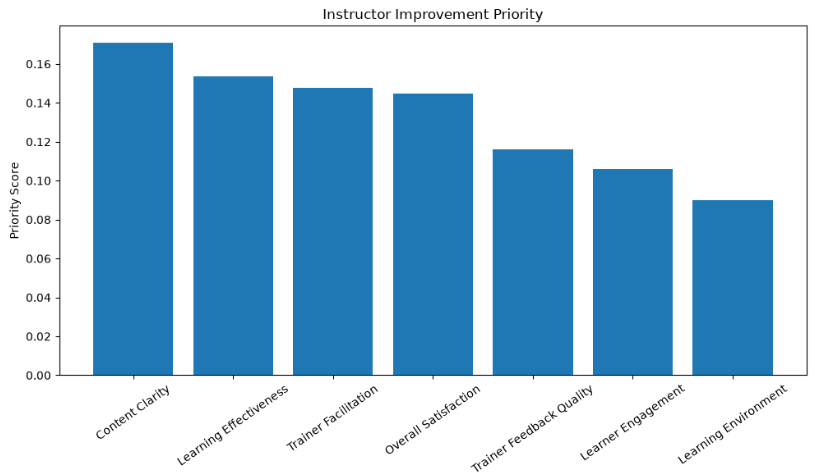 Instructor Improvement Priority
Priority Score
0.16
0.14
0.12
0.10
0.08
0.06
0.04
0.02
0.00
Content Clarity
Learning Effectiveness
Trainer Facilitation
Overall Satisfaction
Trainer Feedback Quality
Learner Engagement
Learning Environment